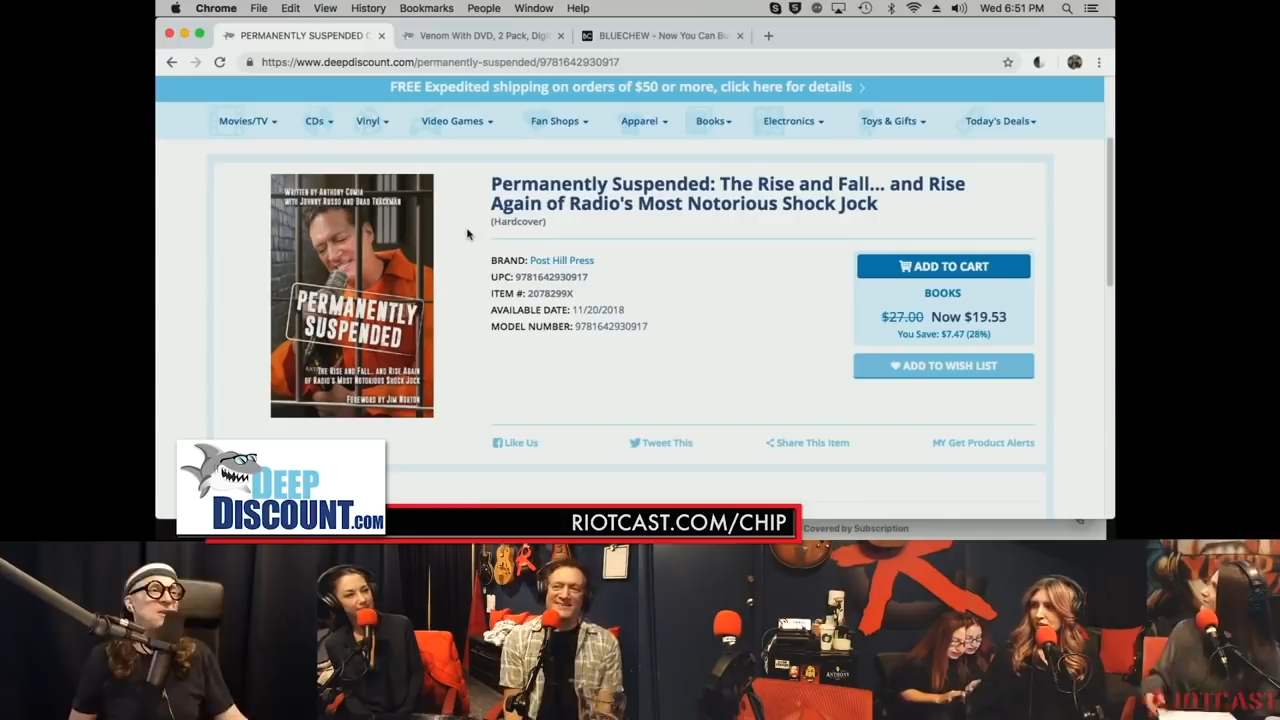 Chrome File Edit View History Bookmarks People Window Help Wed 6:51 PM
PERMANENTLY SUSPENDED
Venom With DVD, 2 Pack, Digi
BLUECHEW - Now You Can Bu
https://www.deepdiscount.com/permanently-suspended/9781642930917
FREE Expedited shipping on orders of $50 or more, click here for details
Movies/TV CDs Vinyl Video Games Fan Shops Apparel Books Electronics Toys & Gifts Today's Deals
WRITTEN BY ANTHONY CUMIA
WITH JOHNNY RUSSO AND BRAD TRACKMAN
PERMANENTLY
SUSPENDED
THE RISE AND FALL... AND RISE AGAIN
OF RADIO'S MOST NOTORIOUS SHOCK JOCK
FOREWORD BY JIM NORTON
Permanently Suspended: The Rise and Fall... and Rise
Again of Radio's Most Notorious Shock Jock
(Hardcover)
BRAND: Post Hill Press
UPC: 9781642930917
ITEM #: 2078299X
AVAILABLE DATE: 11/20/2018
MODEL NUMBER: 9781642930917
ADD TO CART
BOOKS
$27.00 Now $19.53
You Save: $7.47 (28%)
ADD TO WISH LIST
Like Us Tweet This Share This Item MY Get Product Alerts
DEEP
DISCOUNT.COM
RIOTCAST.COM/CHIP
Covered by Subscription
ANTHONY
RIOTCAST